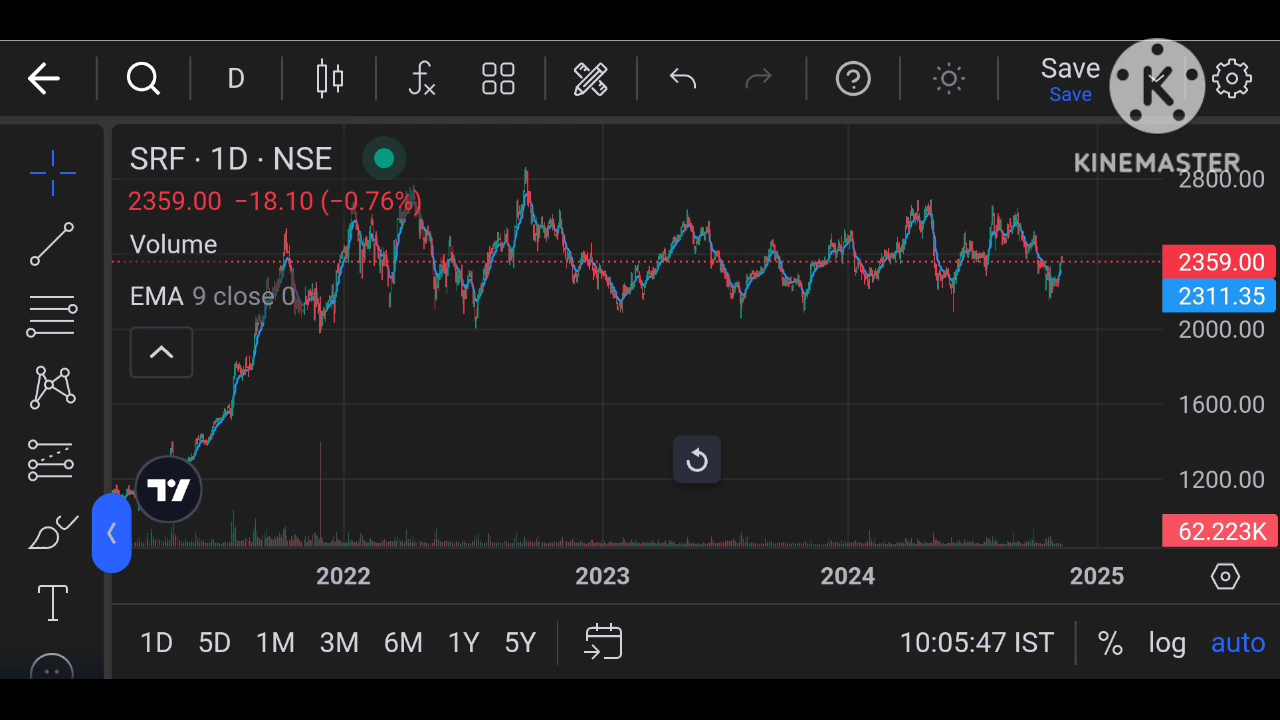 D
Save
Save
KINEMASTER
SRF · 1D · NSE
2359.00 −18.10 (−0.76%)
Volume
EMA 9 close 0
2800.00
2359.00
2311.35
2000.00
1600.00
1200.00
62.223K
2022 2023 2024 2025
1D 5D 1M 3M 6M 1Y 5Y
10:05:47 IST % log auto